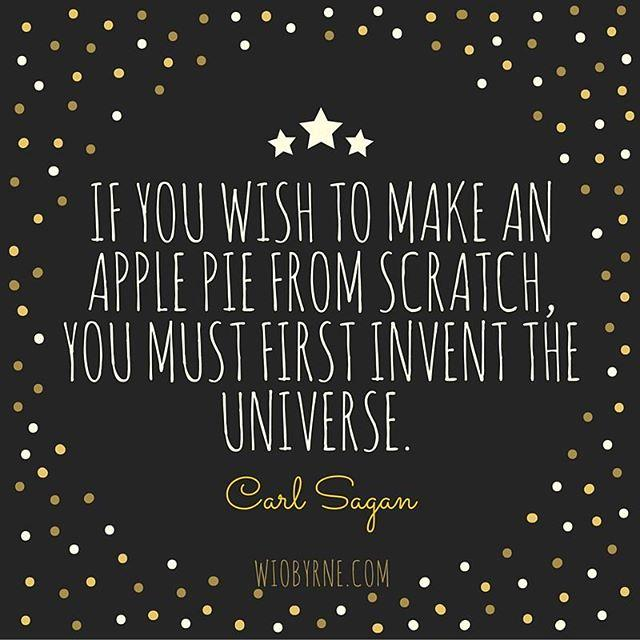 IF YOU WISH TO MAKE AN
APPLE PIE FROM SCRATCH,
YOU MUST FIRST INVENT THE
UNIVERSE.
Carl Sagan
WIOBYRNE.COM